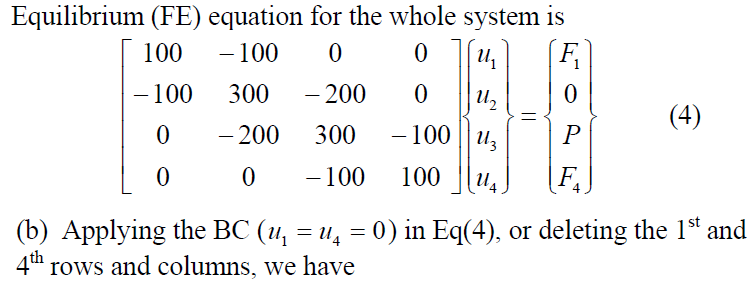 Equilibrium (FE) equation for the whole system is
100 −100 0 0 u₁ F₁
−100 300 −200 0 u₂ 0
= (4)
0 −200 300 −100 u₃ P
0 0 −100 100 u₄ F₄
(b) Applying the BC (u₁ = u₄ = 0) in Eq(4), or deleting the 1ˢᵗ and
4ᵗʰ rows and columns, we have